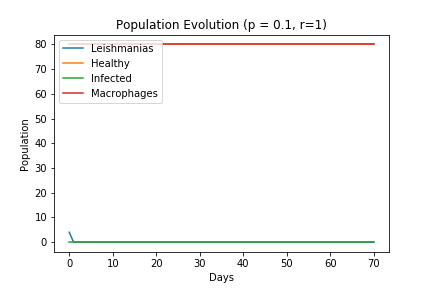 Population Evolution (p = 0.1, r=1)
80
70
60
50
40
30
20
10
0
Population
Leishmanias
Healthy
Infected
Macrophages
0 10 20 30 40 50 60 70
Days